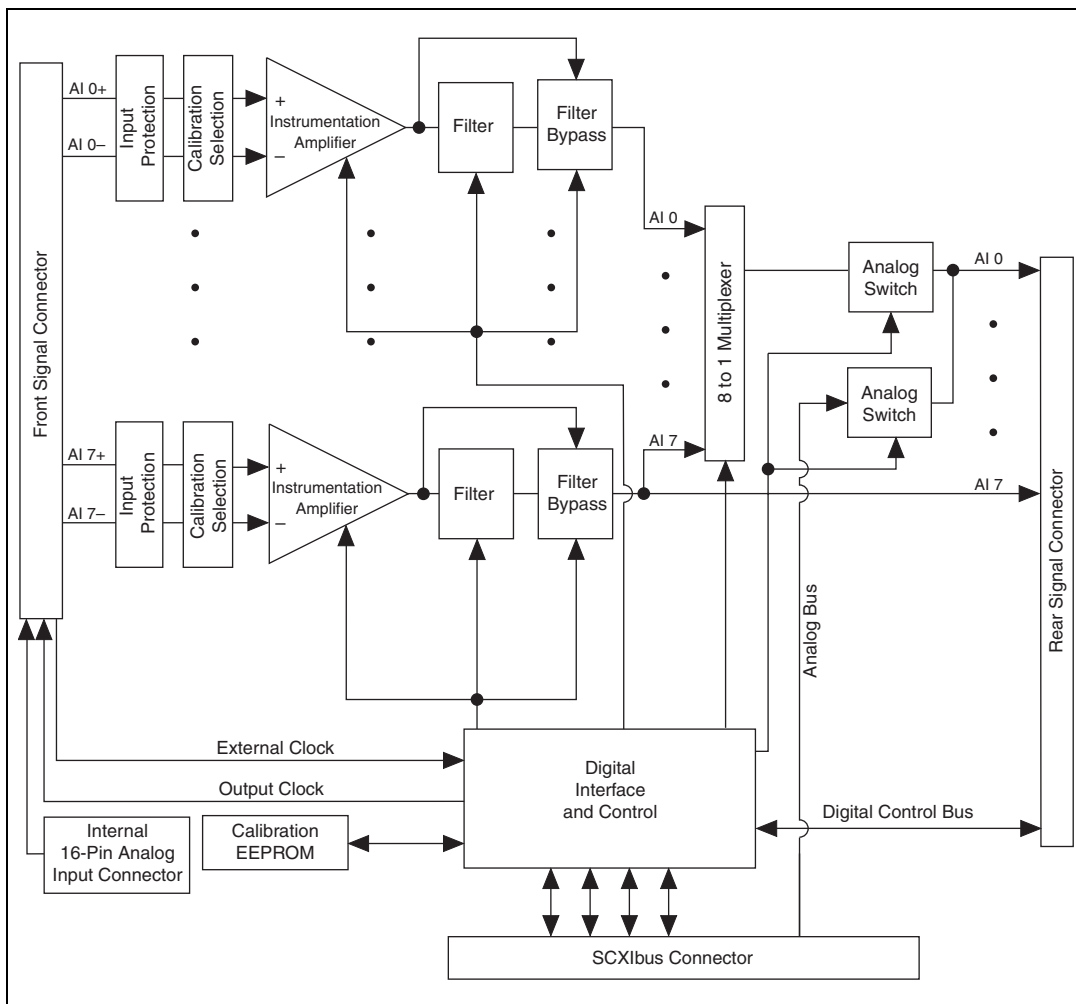 AI 0+
AI 0–
Input
Protection
Calibration
Selection
+
–
Instrumentation
Amplifier
Filter
Filter
Bypass
AI 0
8 to 1 Multiplexer
Analog
Switch
AI 0
Front Signal Connector
Analog
Switch
AI 7+
AI 7–
Input
Protection
Calibration
Selection
+
–
Instrumentation
Amplifier
Filter
Filter
Bypass
AI 7
AI 7
Analog Bus
Rear Signal Connector
External Clock
Output Clock
Digital
Interface
and Control
Digital Control Bus
Internal
16-Pin Analog
Input Connector
Calibration
EEPROM
SCXIbus Connector